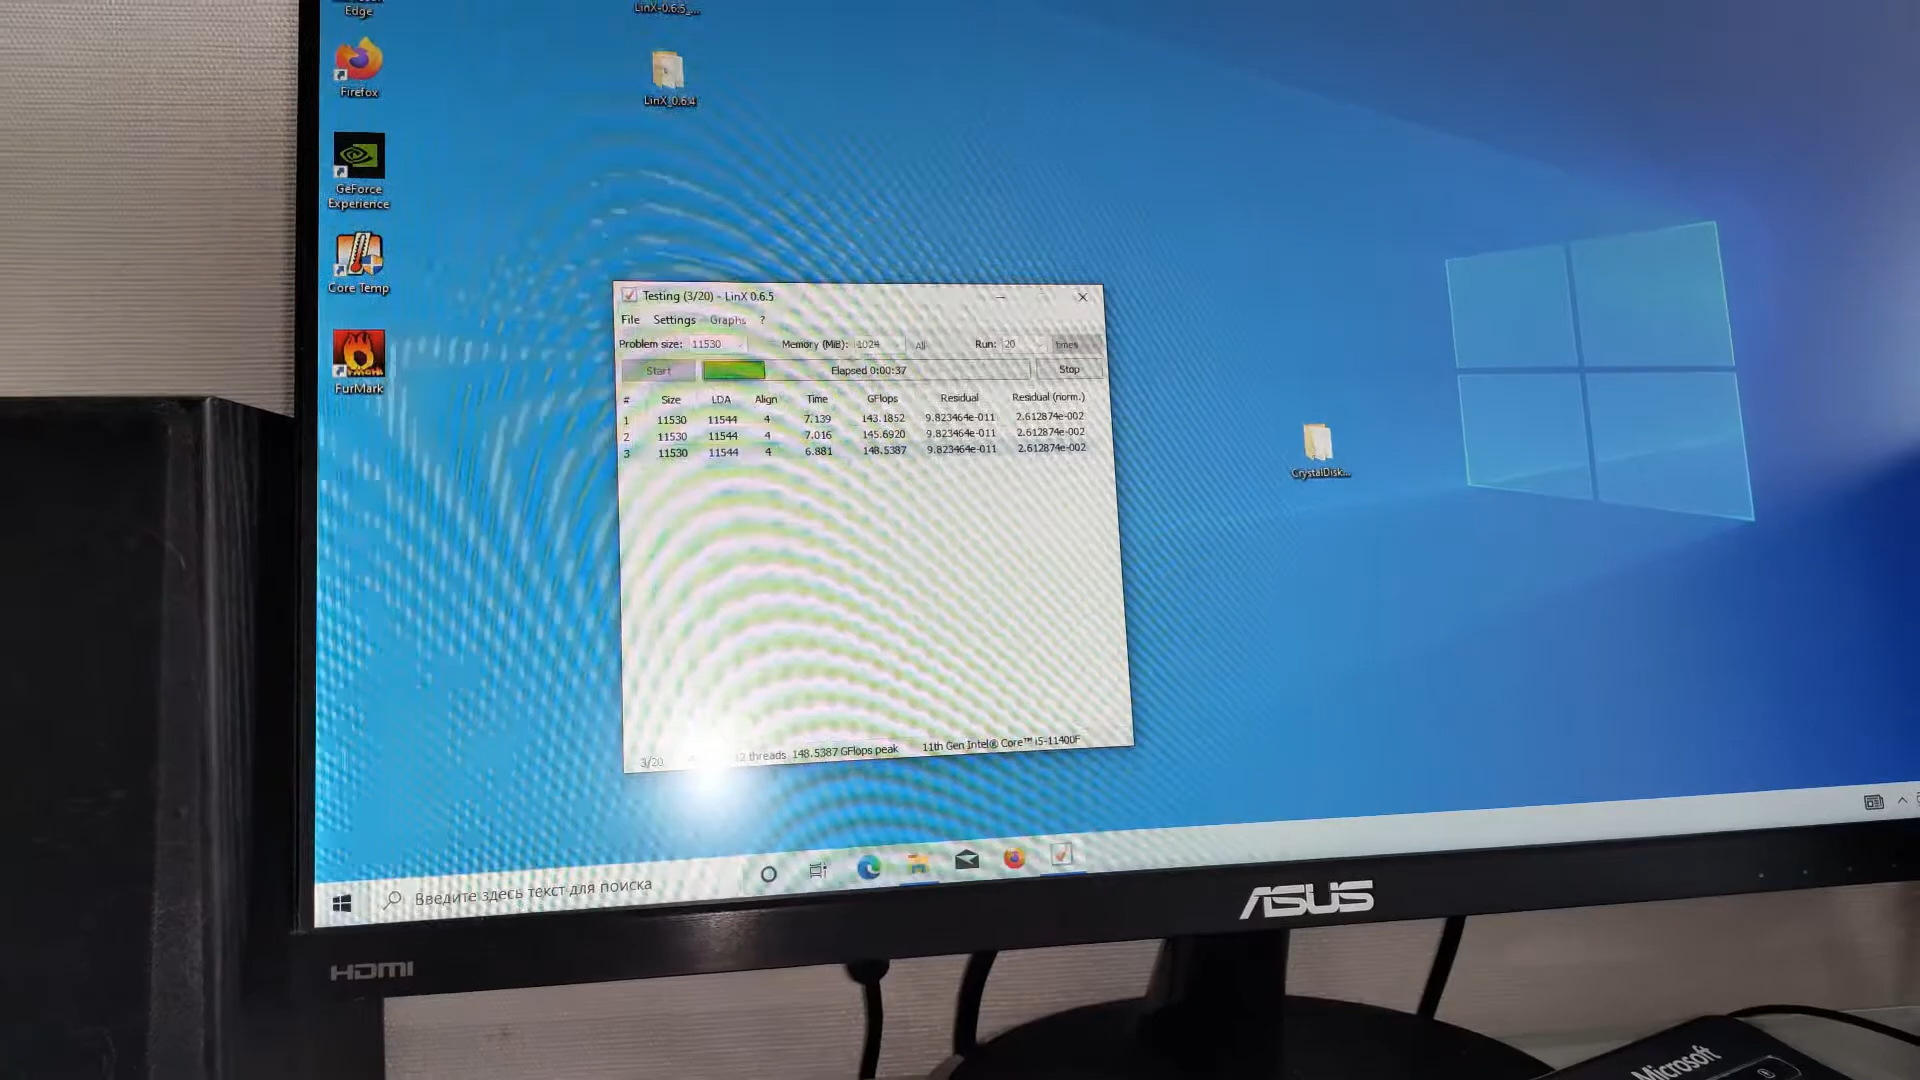 Edge
LinX-0.6.5_...
Firefox
LinX_0.6.4
GeForce
Experience
Core Temp
FurMark
Testing (3/20) - LinX 0.6.5
File Settings Graphs ?
Problem size: 11530 Memory (MiB): 1024 All Run: 20 times
Start Elapsed 0:00:37 Stop
# Size LDA Align Time GFlops Residual Residual (norm.)
1 11530 11544 4 7.139 143.1852 9.823464e-011 2.612874e-002
2 11530 11544 4 7.016 145.6920 9.823464e-011 2.612874e-002
3 11530 11544 4 6.881 148.5387 9.823464e-011 2.612874e-002
3/20 12 threads 148.5387 GFlops peak 11th Gen Intel® Core™ i5-11400F
CrystalDisk...
Введите здесь текст для поиска
ASUS
HDMI
Microsoft